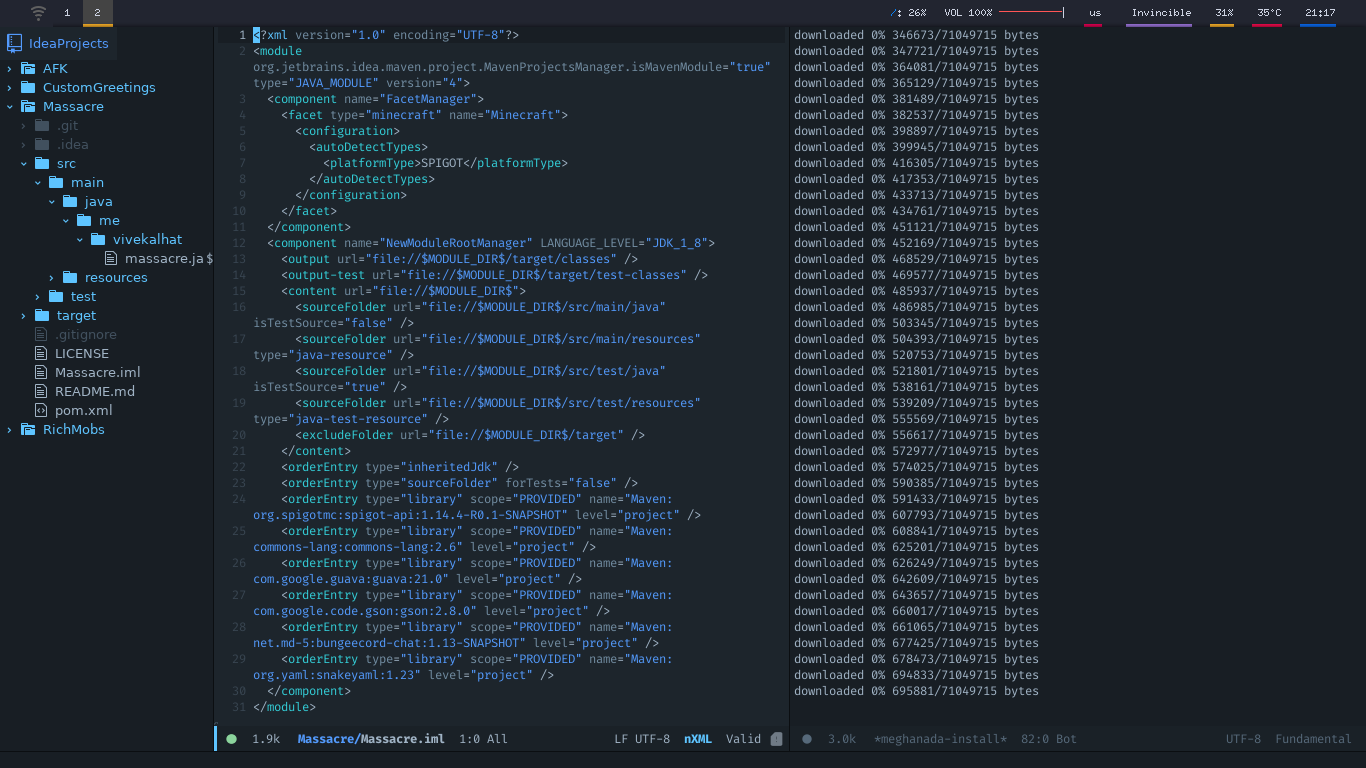 1 2 /: 26% VOL 100% us Invincible 31% 35°C 21:17
IdeaProjects
AFK
CustomGreetings
Massacre
.git
.idea
src
main
java
me
vivekalhat
massacre.ja$
resources
test
target
.gitignore
LICENSE
Massacre.iml
README.md
pom.xml
RichMobs
1 <?xml version="1.0" encoding="UTF-8"?>
2 <module
org.jetbrains.idea.maven.project.MavenProjectsManager.isMavenModule="true"
type="JAVA_MODULE" version="4">
3 <component name="FacetManager">
4 <facet type="minecraft" name="Minecraft">
5 <configuration>
6 <autoDetectTypes>
7 <platformType>SPIGOT</platformType>
8 </autoDetectTypes>
9 </configuration>
10 </facet>
11 </component>
12 <component name="NewModuleRootManager" LANGUAGE_LEVEL="JDK_1_8">
13 <output url="file://$MODULE_DIR$/target/classes" />
14 <output-test url="file://$MODULE_DIR$/target/test-classes" />
15 <content url="file://$MODULE_DIR$">
16 <sourceFolder url="file://$MODULE_DIR$/src/main/java"
isTestSource="false" />
17 <sourceFolder url="file://$MODULE_DIR$/src/main/resources"
type="java-resource" />
18 <sourceFolder url="file://$MODULE_DIR$/src/test/java"
isTestSource="true" />
19 <sourceFolder url="file://$MODULE_DIR$/src/test/resources"
type="java-test-resource" />
20 <excludeFolder url="file://$MODULE_DIR$/target" />
21 </content>
22 <orderEntry type="inheritedJdk" />
23 <orderEntry type="sourceFolder" forTests="false" />
24 <orderEntry type="library" scope="PROVIDED" name="Maven:
org.spigotmc:spigot-api:1.14.4-R0.1-SNAPSHOT" level="project" />
25 <orderEntry type="library" scope="PROVIDED" name="Maven:
commons-lang:commons-lang:2.6" level="project" />
26 <orderEntry type="library" scope="PROVIDED" name="Maven:
com.google.guava:guava:21.0" level="project" />
27 <orderEntry type="library" scope="PROVIDED" name="Maven:
com.google.code.gson:gson:2.8.0" level="project" />
28 <orderEntry type="library" scope="PROVIDED" name="Maven:
net.md-5:bungeecord-chat:1.13-SNAPSHOT" level="project" />
29 <orderEntry type="library" scope="PROVIDED" name="Maven:
org.yaml:snakeyaml:1.23" level="project" />
30 </component>
31 </module>
1.9k Massacre/Massacre.iml 1:0 All LF UTF-8 nXML Valid
downloaded 0% 346673/71049715 bytes
downloaded 0% 347721/71049715 bytes
downloaded 0% 364081/71049715 bytes
downloaded 0% 365129/71049715 bytes
downloaded 0% 381489/71049715 bytes
downloaded 0% 382537/71049715 bytes
downloaded 0% 398897/71049715 bytes
downloaded 0% 399945/71049715 bytes
downloaded 0% 416305/71049715 bytes
downloaded 0% 417353/71049715 bytes
downloaded 0% 433713/71049715 bytes
downloaded 0% 434761/71049715 bytes
downloaded 0% 451121/71049715 bytes
downloaded 0% 452169/71049715 bytes
downloaded 0% 468529/71049715 bytes
downloaded 0% 469577/71049715 bytes
downloaded 0% 485937/71049715 bytes
downloaded 0% 486985/71049715 bytes
downloaded 0% 503345/71049715 bytes
downloaded 0% 504393/71049715 bytes
downloaded 0% 520753/71049715 bytes
downloaded 0% 521801/71049715 bytes
downloaded 0% 538161/71049715 bytes
downloaded 0% 539209/71049715 bytes
downloaded 0% 555569/71049715 bytes
downloaded 0% 556617/71049715 bytes
downloaded 0% 572977/71049715 bytes
downloaded 0% 574025/71049715 bytes
downloaded 0% 590385/71049715 bytes
downloaded 0% 591433/71049715 bytes
downloaded 0% 607793/71049715 bytes
downloaded 0% 608841/71049715 bytes
downloaded 0% 625201/71049715 bytes
downloaded 0% 626249/71049715 bytes
downloaded 0% 642609/71049715 bytes
downloaded 0% 643657/71049715 bytes
downloaded 0% 660017/71049715 bytes
downloaded 0% 661065/71049715 bytes
downloaded 0% 677425/71049715 bytes
downloaded 0% 678473/71049715 bytes
downloaded 0% 694833/71049715 bytes
downloaded 0% 695881/71049715 bytes
3.0k *meghanada-install* 82:0 Bot UTF-8 Fundamental